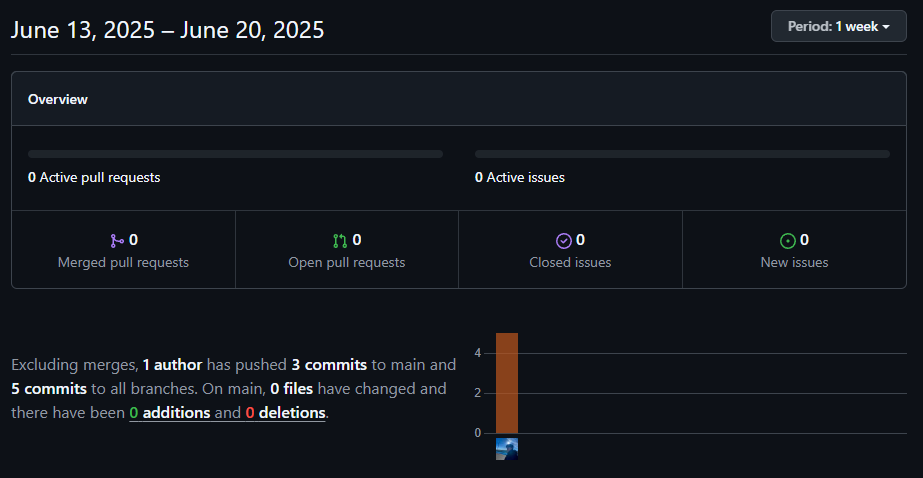 June 13, 2025 – June 20, 2025
Period: 1 week
Overview
0 Active pull requests
0 Active issues
0
Merged pull requests
0
Open pull requests
0
Closed issues
0
New issues
Excluding merges, 1 author has pushed 3 commits to main and
5 commits to all branches. On main, 0 files have changed and
there have been 0 additions and 0 deletions.
4
2
0